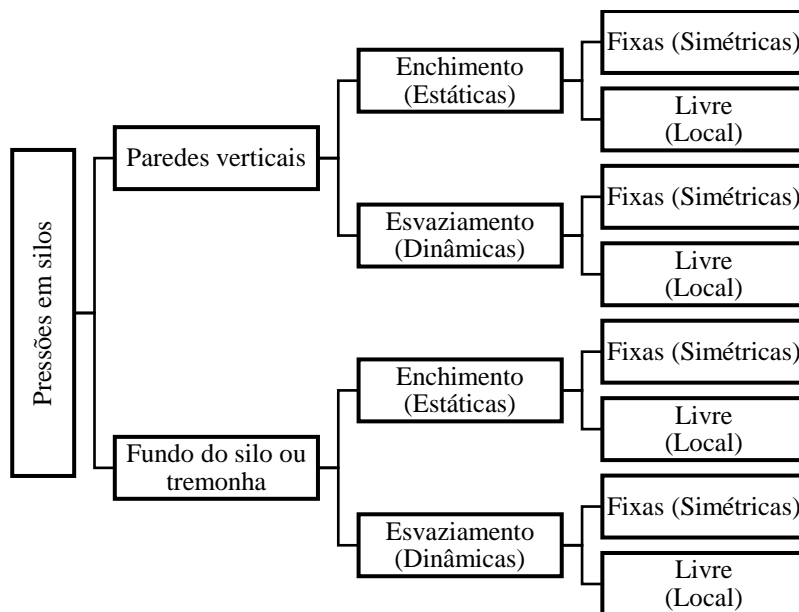 Pressões em silos
Paredes verticais
Enchimento
(Estáticas)
Fixas (Simétricas)
Livre
(Local)
Esvaziamento
(Dinâmicas)
Fixas (Simétricas)
Livre
(Local)
Fundo do silo ou
tremonha
Enchimento
(Estáticas)
Fixas (Simétricas)
Livre
(Local)
Esvaziamento
(Dinâmicas)
Fixas (Simétricas)
Livre
(Local)